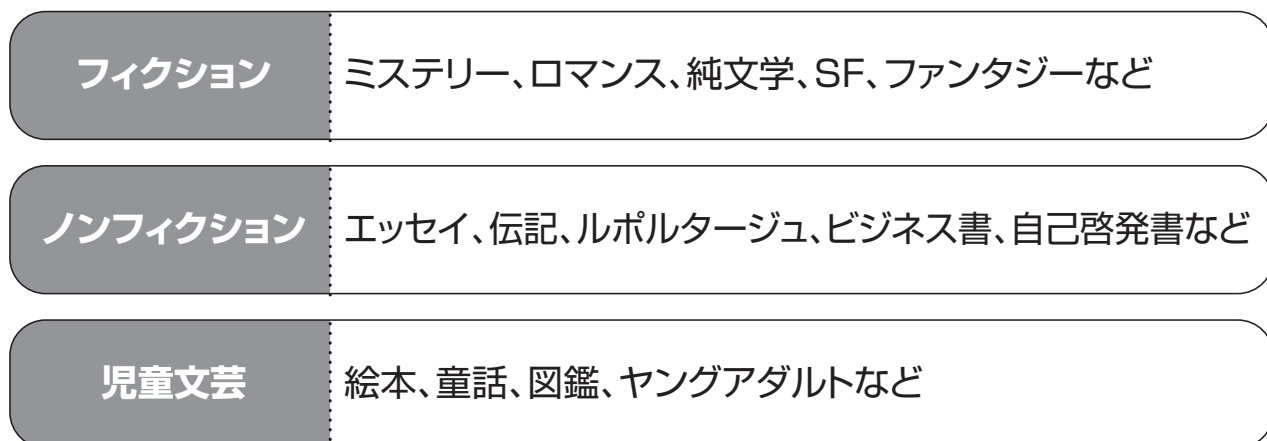 フィクション ミステリー、ロマンス、純文学、SF、ファンタジーなど
ノンフィクション エッセイ、伝記、ルポルタージュ、ビジネス書、自己啓発書など
児童文芸 絵本、童話、図鑑、ヤングアダルトなど